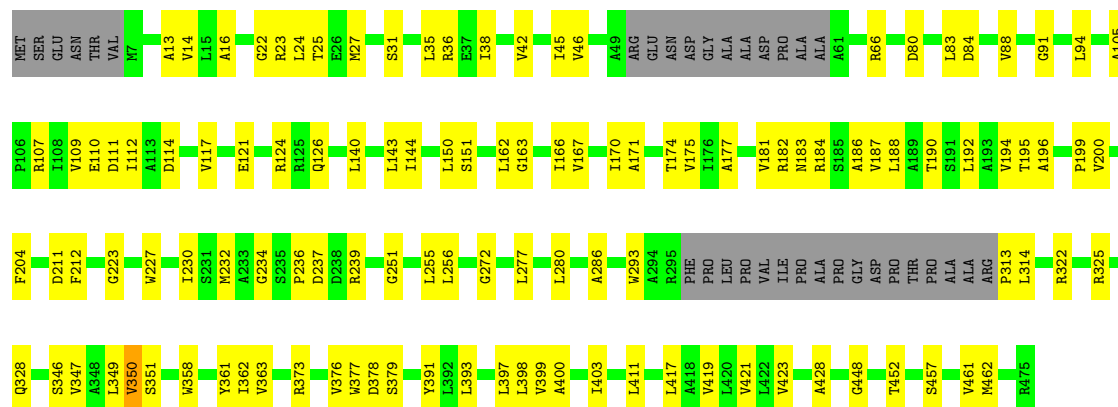 MET SER GLU ASN THR VAL M7 A13 V14 L15 A16 G22 R23 L24 T25 E26 M27 S31 L35 R36 E37 I38 V42 I45 V46 A49 ARG GLU ASN ASP GLY ALA ALA ASP PRO ALA ALA A61 R66 D80 L83 D84 V88 G91 L94 A105
P106 R107 I108 V109 E110 D111 I112 A113 D114 V117 E121 R124 R125 Q126 L140 L143 I144 L150 S151 L162 G163 I166 V167 I170 A171 T174 V175 I176 A177 V181 R182 N183 R184 S185 A186 V187 L188 A189 T190 S191 L192 A193 V194 T195 A196 P199 V200
F204 D211 F212 G223 W227 I230 S231 M232 A233 G234 S235 P236 D237 D238 R239 G251 L255 L256 G272 L277 L280 A286 W293 A294 R295 PHE PRO LEU PRO VAL ILE PRO ALA PRO GLY ASP PRO THR PRO ALA ALA ARG P313 L314 R322 R325
Q328 S346 V347 A348 L349 V350 S351 W358 Y361 I362 V363 R373 V376 W377 D378 S379 Y391 L392 L393 L397 L398 V399 A400 I403 L411 L417 A418 V419 L420 V421 L422 V423 A428 G448 T452 S457 V461 M462 R475